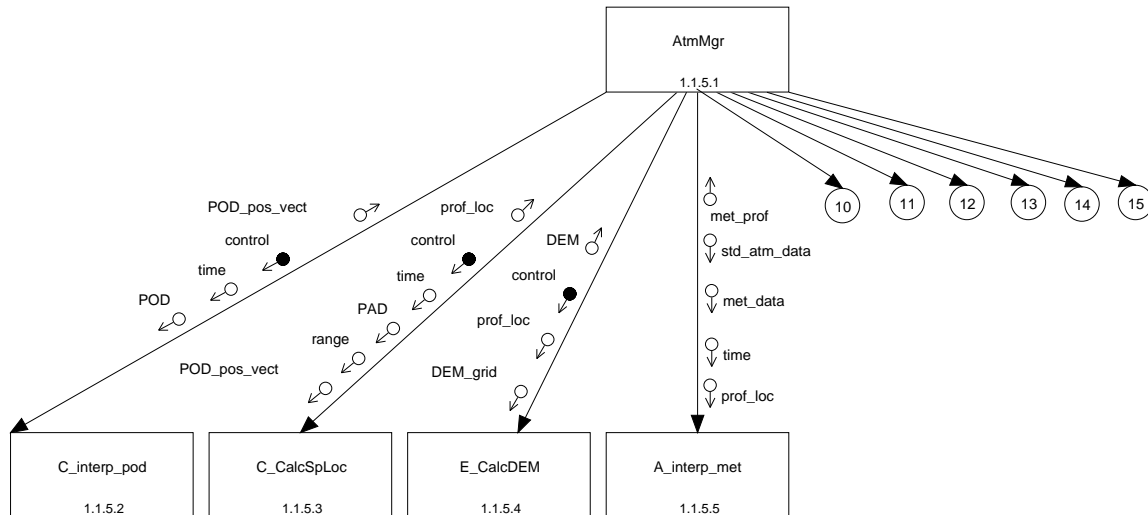 AtmMgr
1.1.5.1
POD_pos_vect
control
time
POD
prof_loc
control
time
PAD
range
POD_pos_vect
DEM
control
prof_loc
DEM_grid
met_prof
std_atm_data
met_data
time
prof_loc
10
11
12
13
14
15
C_interp_pod
1.1.5.2
C_CalcSpLoc
1.1.5.3
E_CalcDEM
1.1.5.4
A_interp_met
1.1.5.5